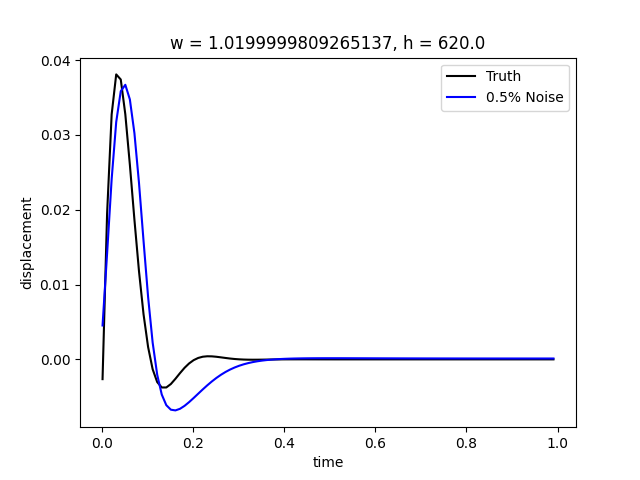 w = 1.0199999809265137, h = 620.0
Truth
0.5% Noise
displacement
0.04
0.03
0.02
0.01
0.00
0.0 0.2 0.4 0.6 0.8 1.0
time